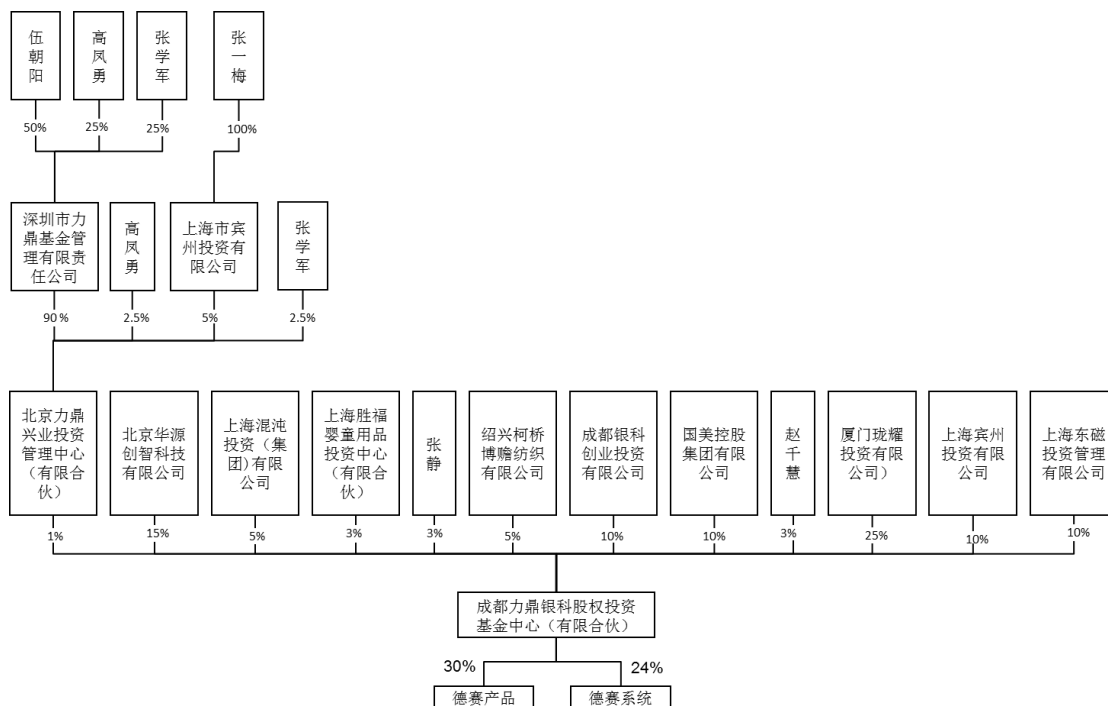 伍朝阳
高凤勇
张学军
张一梅
50%
25%
25%
100%
深圳市力
鼎基金管
理有限责
任公司
高凤勇
上海市宾
州投资有
限公司
张学军
90%
2.5%
5%
2.5%
北京力鼎
兴业投资
管理中心
（有限合
伙）
北京华源
创智科技
有限公司
上海混沌
投资（集
团)有限
公司
上海胜福
婴童用品
投资中心
（有限合
伙）
张静
绍兴柯桥
博赡纺织
有限公司
成都银科
创业投资
有限公司
国美控股
集团有限
公司
赵千慧
厦门珑耀
投资有限
公司）
上海宾州
投资有限
公司
上海东磁
投资管理
有限公司
1%
15%
5%
3%
3%
5%
10%
10%
3%
25%
10%
10%
成都力鼎银科股权投资
基金中心（有限合伙）
30%
24%
德赛产品
德赛系统